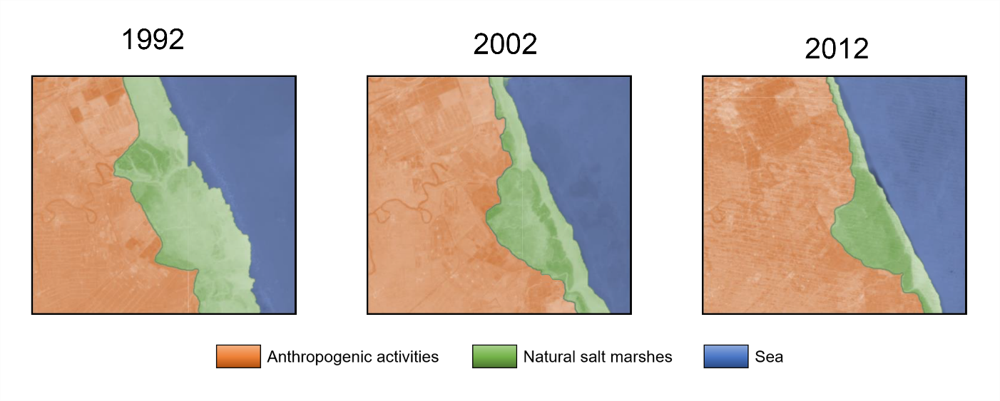 1992
2002
2012
Anthropogenic activities
Natural salt marshes
Sea